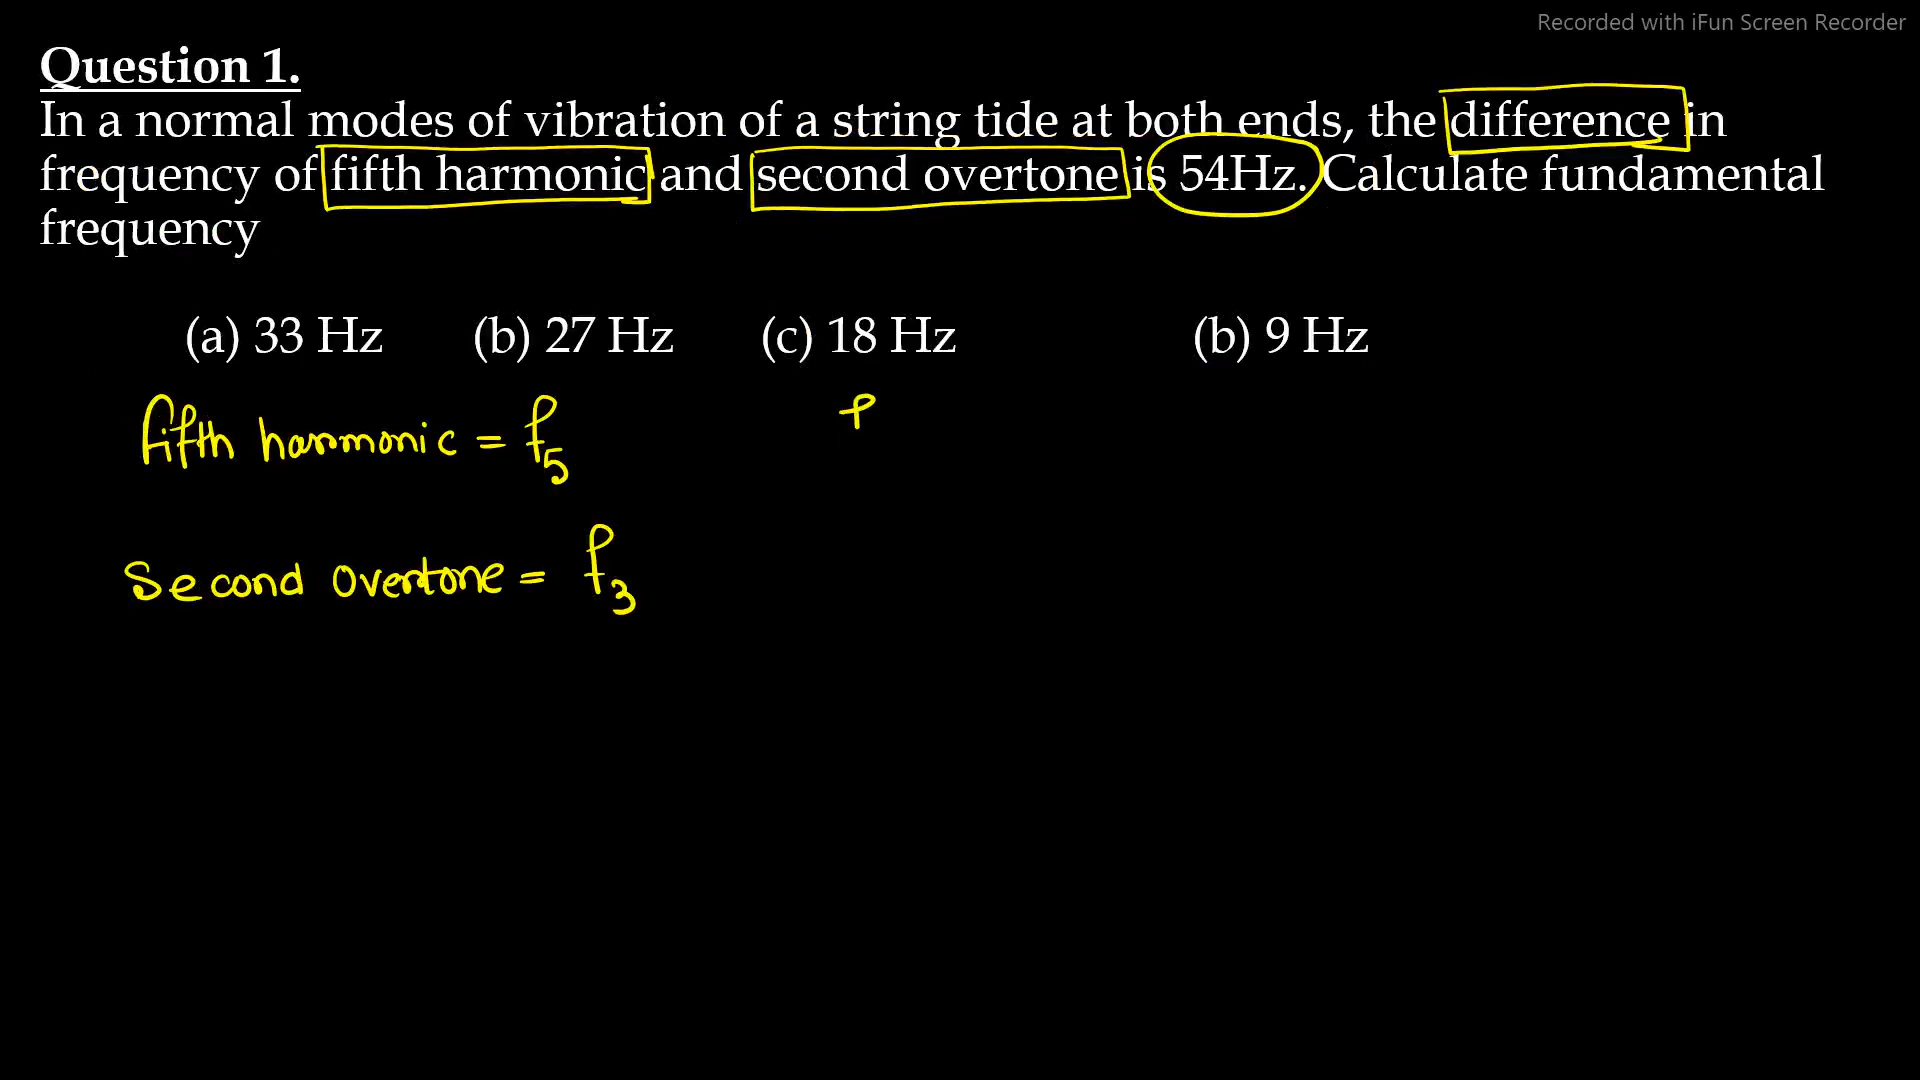 Recorded with iFun Screen Recorder
Question 1.
In a normal modes of vibration of a string tide at both ends, the difference in
frequency of fifth harmonic and second overtone is 54Hz. Calculate fundamental
frequency
(a) 33 Hz (b) 27 Hz (c) 18 Hz (b) 9 Hz
fifth harmonic = f5
f
Second overtone = f3